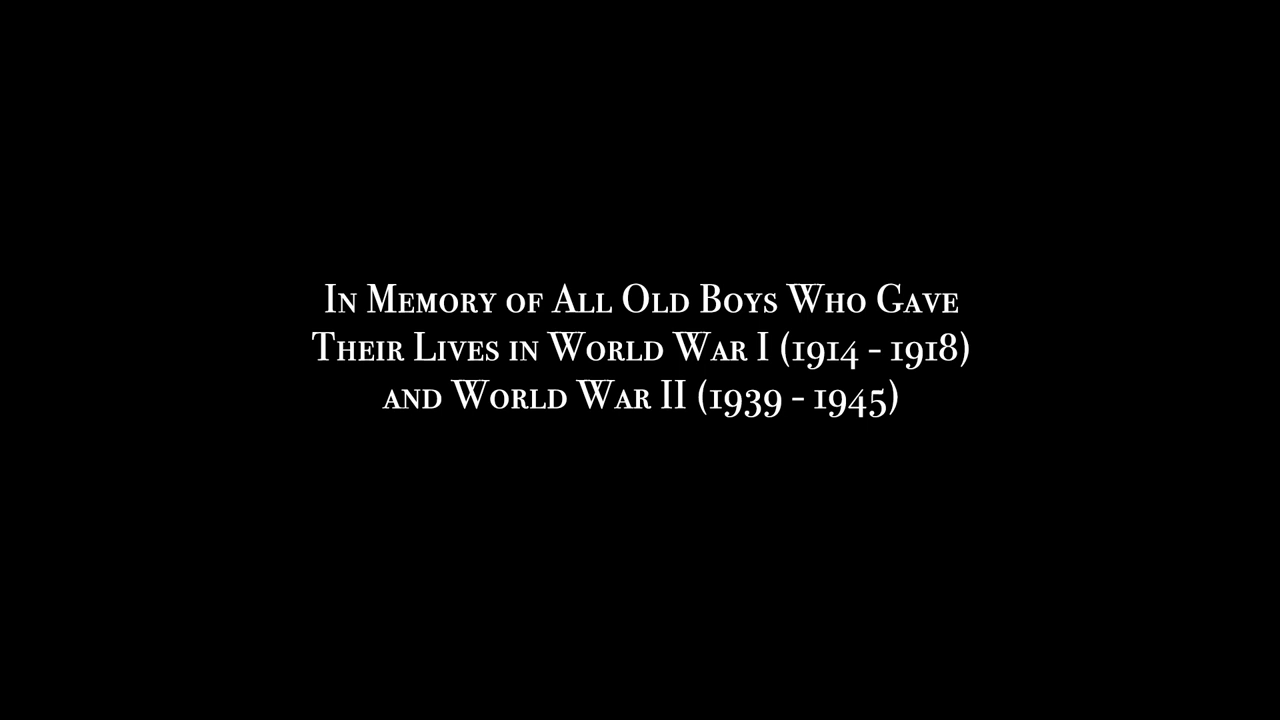 In Memory of All Old Boys Who Gave
Their Lives in World War I (1914 - 1918)
and World War II (1939 - 1945)